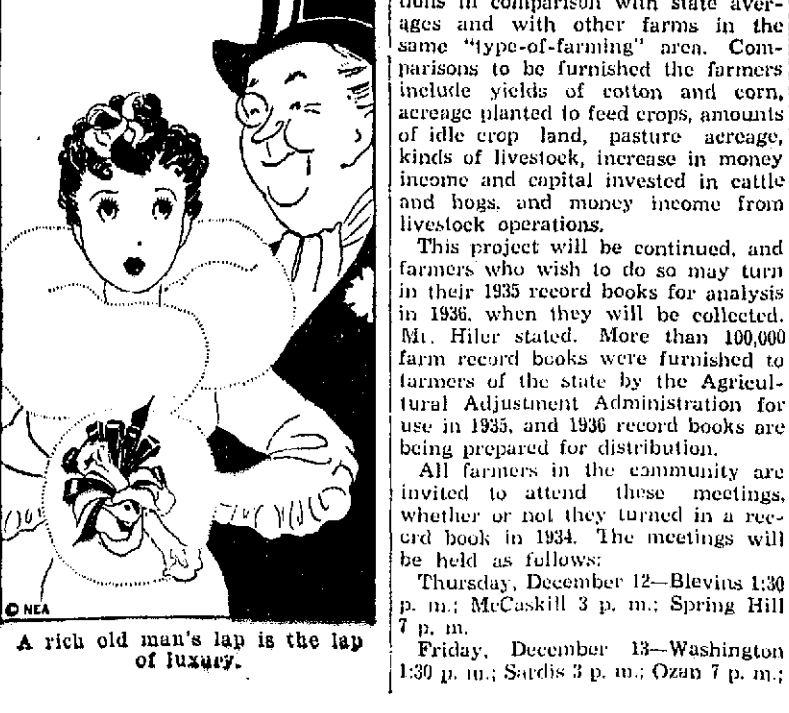 © NEA
A rich old man's lap is the lap
of luxury.
tions in comparison with state aver-
ages and with other farms in the
same "type-of-farming" area. Com-
parisons to be furnished the farmers
include yields of cotton and corn,
acreage planted to feed crops, amounts
of idle crop land, pasture acreage,
kinds of livestock, increase in money
income and capital invested in cattle
and hogs, and money income from
livestock operations.
This project will be continued, and
farmers who wish to do so may turn
in their 1935 record books for analysis
in 1936, when they will be collected,
Mr. Hiler stated. More than 100,000
farm record books were furnished to
farmers of the state by the Agricul-
tural Adjustment Administration for
use in 1935, and 1936 record books are
being prepared for distribution.
All farmers in the community are
invited to attend these meetings,
whether or not they turned in a rec-
ord book in 1934. The meetings will
be held as follows:
Thursday, December 12—Blevins 1:30
p. m.; McCaskill 3 p. m.; Spring Hill
7 p. m.
Friday, December 13—Washington
1:30 p. m.; Sardis 3 p. m.; Ozan 7 p. m.;